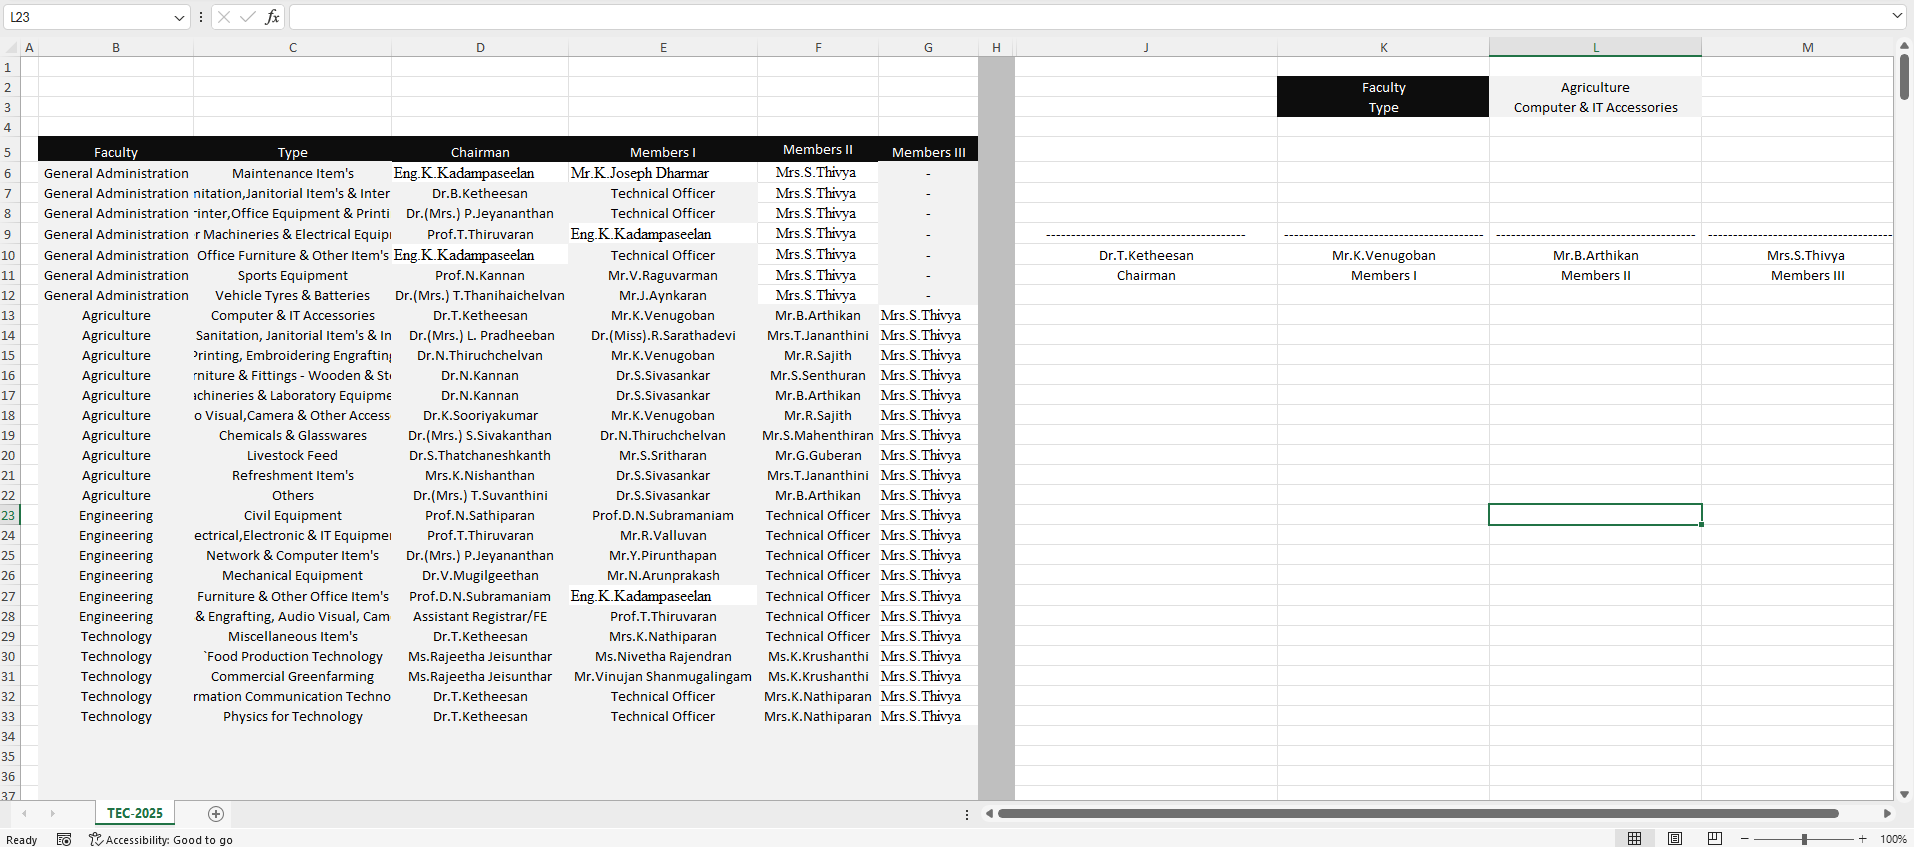 L23
fx
A B C D E F G H J K L M
1
2 Faculty Agriculture
3 Type Computer & IT Accessories
4
5 Faculty Type Chairman Members I Members II Members III
6 General Administration Maintenance Item's Eng.K.Kadampaseelan Mr.K.Joseph Dharmar Mrs.S.Thivya -
7 General Administration nitation,Janitorial Item's & Inter Dr.B.Ketheesan Technical Officer Mrs.S.Thivya -
8 General Administration rinter,Office Equipment & Printi Dr.(Mrs.) P.Jeyananthan Technical Officer Mrs.S.Thivya -
9 General Administration r Machineries & Electrical Equip Prof.T.Thiruvaran Eng.K.Kadampaseelan Mrs.S.Thivya - ---------------------------------------- ---------------------------------------- ---------------------------------------- -------------------------------------
10 General Administration Office Furniture & Other Item's Eng.K.Kadampaseelan Technical Officer Mrs.S.Thivya - Dr.T.Ketheesan Mr.K.Venugoban Mr.B.Arthikan Mrs.S.Thivya
11 General Administration Sports Equipment Prof.N.Kannan Mr.V.Raguvarman Mrs.S.Thivya - Chairman Members I Members II Members III
12 General Administration Vehicle Tyres & Batteries Dr.(Mrs.) T.Thanihaichelvan Mr.J.Aynkaran Mrs.S.Thivya -
13 Agriculture Computer & IT Accessories Dr.T.Ketheesan Mr.K.Venugoban Mr.B.Arthikan Mrs.S.Thivya
14 Agriculture Sanitation, Janitorial Item's & In Dr.(Mrs.) L. Pradheeban Dr.(Miss).R.Sarathadevi Mrs.T.Jananthini Mrs.S.Thivya
15 Agriculture Printing, Embroidering Engrafting Dr.N.Thiruchchelvan Mr.K.Venugoban Mr.R.Sajith Mrs.S.Thivya
16 Agriculture rniture & Fittings - Wooden & Ste Dr.N.Kannan Dr.S.Sivasankar Mr.S.Senthuran Mrs.S.Thivya
17 Agriculture achineries & Laboratory Equipme Dr.N.Kannan Dr.S.Sivasankar Mr.B.Arthikan Mrs.S.Thivya
18 Agriculture o Visual,Camera & Other Access Dr.K.Sooriyakumar Mr.K.Venugoban Mr.R.Sajith Mrs.S.Thivya
19 Agriculture Chemicals & Glasswares Dr.(Mrs.) S.Sivakanthan Dr.N.Thiruchchelvan Mr.S.Mahenthiran Mrs.S.Thivya
20 Agriculture Livestock Feed Dr.S.Thatchaneshkanth Mr.S.Sritharan Mr.G.Guberan Mrs.S.Thivya
21 Agriculture Refreshment Item's Mrs.K.Nishanthan Dr.S.Sivasankar Mrs.T.Jananthini Mrs.S.Thivya
22 Agriculture Others Dr.(Mrs.) T.Suvanthini Dr.S.Sivasankar Mr.B.Arthikan Mrs.S.Thivya
23 Engineering Civil Equipment Prof.N.Sathiparan Prof.D.N.Subramaniam Technical Officer Mrs.S.Thivya
24 Engineering ectrical,Electronic & IT Equipmer Prof.T.Thiruvaran Mr.R.Valluvan Technical Officer Mrs.S.Thivya
25 Engineering Network & Computer Item's Dr.(Mrs.) P.Jeyananthan Mr.Y.Pirunthapan Technical Officer Mrs.S.Thivya
26 Engineering Mechanical Equipment Dr.V.Mugilgeethan Mr.N.Arunprakash Technical Officer Mrs.S.Thivya
27 Engineering Furniture & Other Office Item's Prof.D.N.Subramaniam Eng.K.Kadampaseelan Technical Officer Mrs.S.Thivya
28 Engineering & Engrafting, Audio Visual, Cam Assistant Registrar/FE Prof.T.Thiruvaran Technical Officer Mrs.S.Thivya
29 Technology Miscellaneous Item's Dr.T.Ketheesan Mrs.K.Nathiparan Technical Officer Mrs.S.Thivya
30 Technology `Food Production Technology Ms.Rajeetha Jeisunthar Ms.Nivetha Rajendran Ms.K.Krushanthi Mrs.S.Thivya
31 Technology Commercial Greenfarming Ms.Rajeetha Jeisunthar Mr.Vinujan Shanmugalingam Ms.K.Krushanthi Mrs.S.Thivya
32 Technology rmation Communication Techno Dr.T.Ketheesan Technical Officer Mrs.K.Nathiparan Mrs.S.Thivya
33 Technology Physics for Technology Dr.T.Ketheesan Technical Officer Mrs.K.Nathiparan Mrs.S.Thivya
34
35
36
37
TEC-2025
Ready Accessibility: Good to go 100%